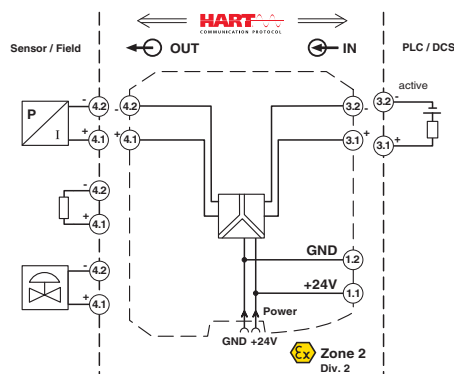 HART
COMMUNICATION PROTOCOL
Sensor / Field
OUT
IN
PLC / DCS
active
P
I
- 4.2
+ 4.1
- 4.2
+ 4.1
3.2 -
3.1 +
3.2 -
3.1 +
- 4.2
+ 4.1
- 4.2
+ 4.1
GND 1.2
+24V 1.1
Power
GND +24V
Ex
Zone 2
Div. 2